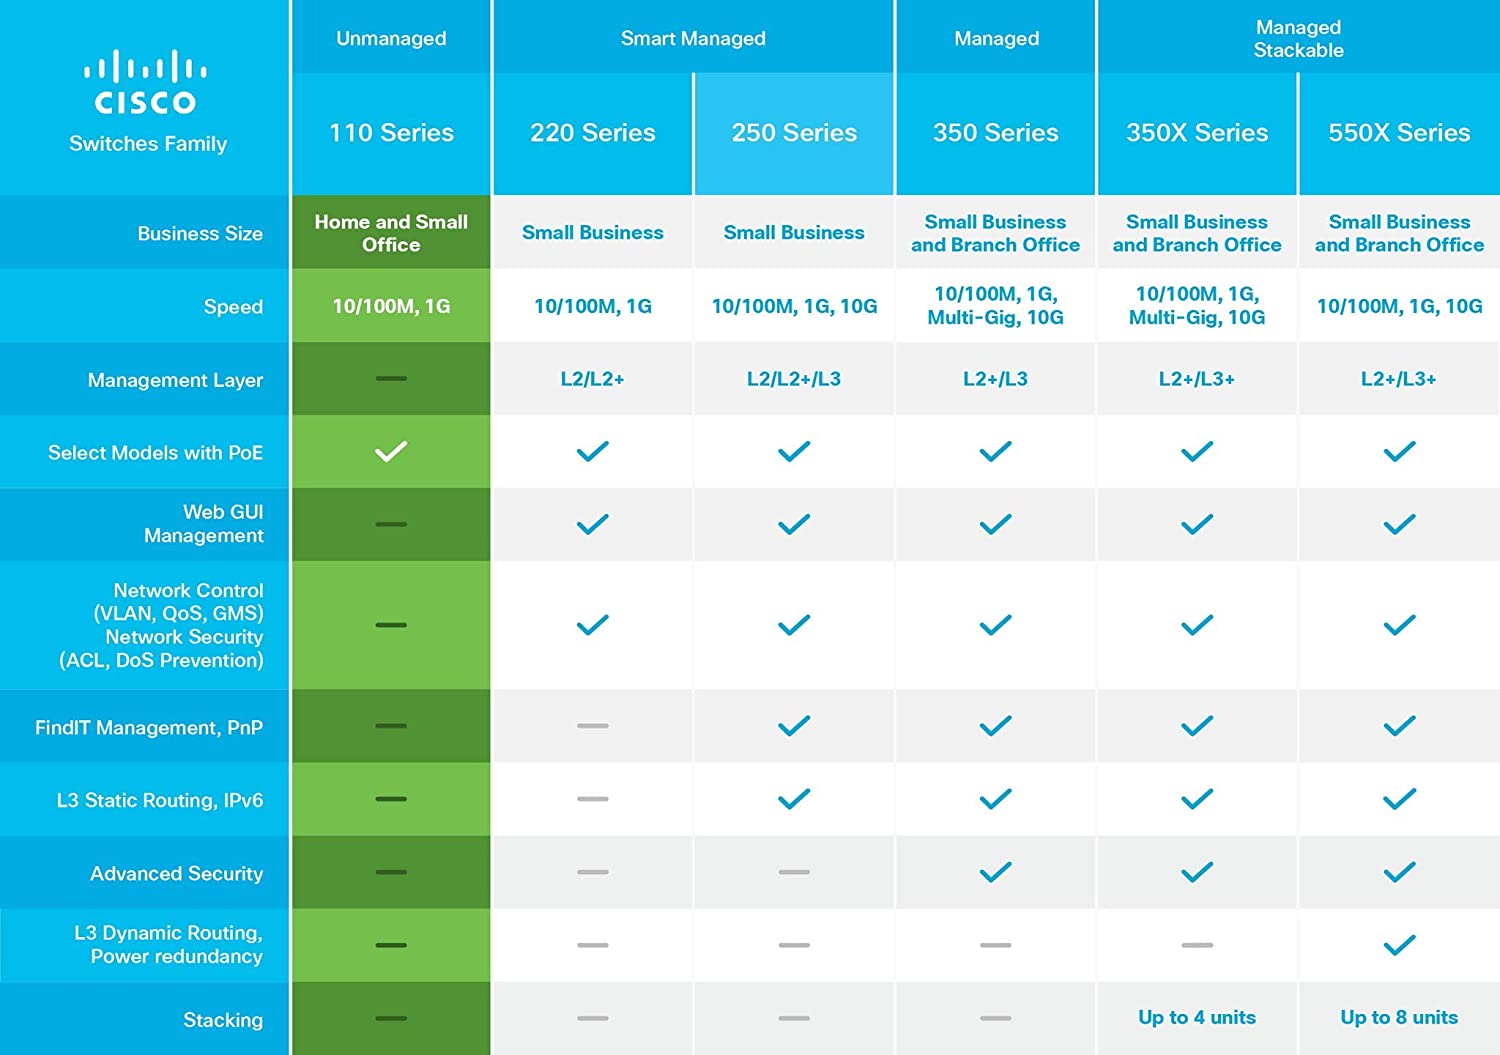 Unmanaged
Smart Managed
Managed
Managed
Stackable
CISCO
Switches Family
110 Series
220 Series
250 Series
350 Series
350X Series
550X Series
Business Size
Home and Small
Office
Small Business
Small Business
Small Business
and Branch Office
Small Business
and Branch Office
Small Business
and Branch Office
Speed
10/100M, 1G
10/100M, 1G
10/100M, 1G, 10G
10/100M, 1G,
Multi-Gig, 10G
10/100M, 1G,
Multi-Gig, 10G
10/100M, 1G, 10G
Management Layer
L2/L2+
L2/L2+/L3
L2+/L3
L2+/L3+
L2+/L3+
Select Models with PoE
Web GUI
Management
Network Control
(VLAN, QoS, GMS)
Network Security
(ACL, DoS Prevention)
FindIT Management, PnP
L3 Static Routing, IPv6
Advanced Security
L3 Dynamic Routing,
Power redundancy
Stacking
Up to 4 units
Up to 8 units